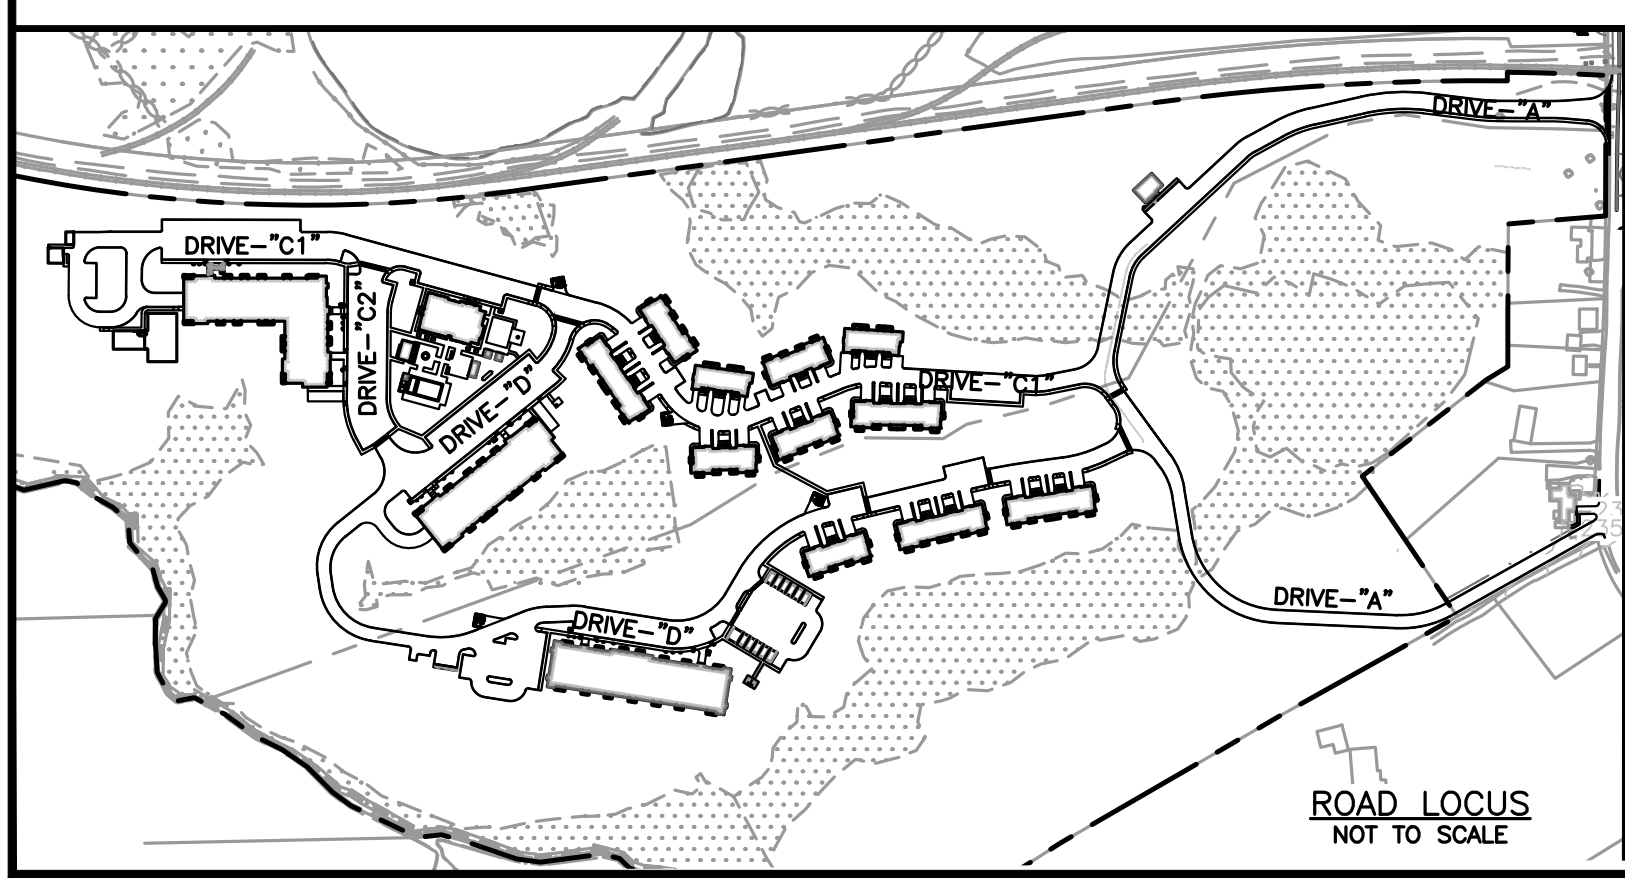 DRIVE-"A"
DRIVE-"C1"
DRIVE-"C2"
DRIVE-"D"
DRIVE-"C1"
DRIVE-"A"
DRIVE-"D"
ROAD LOCUS
NOT TO SCALE